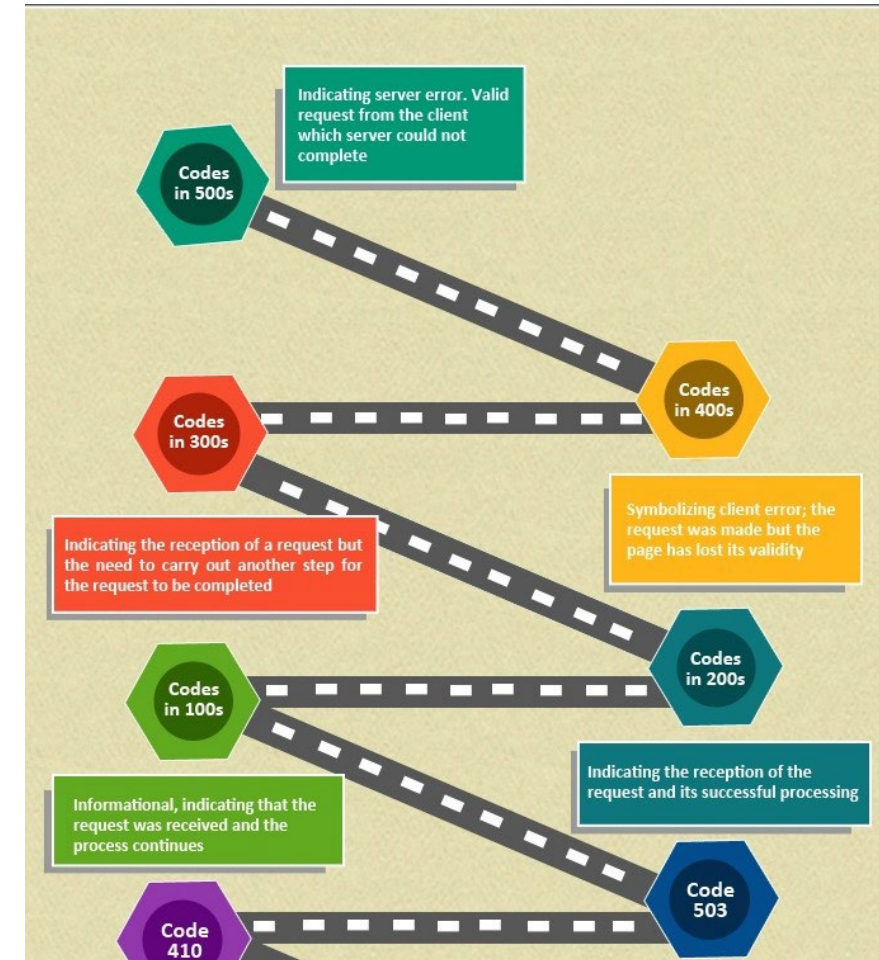 Indicating server error. Valid
request from the client
which server could not
complete
Codes
in 500s
Codes
in 400s
Symbolizing client error; the
request was made but the
page has lost its validity
Codes
in 300s
Indicating the reception of a request but
the need to carry out another step for
the request to be completed
Codes
in 200s
Indicating the reception of the
request and its successful processing
Codes
in 100s
Informational, indicating that the
request was received and the
process continues
Code
503
Code
410